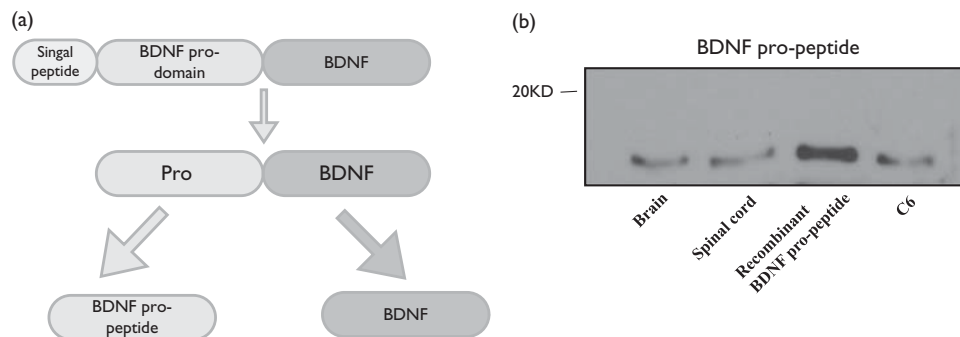 (a)
Singal
peptide
BDNF pro-
domain
BDNF
Pro
BDNF
BDNF pro-
peptide
BDNF
(b)
BDNF pro-peptide
20KD
Brain
Spinal cord
Recombinant
BDNF pro-peptide
C6